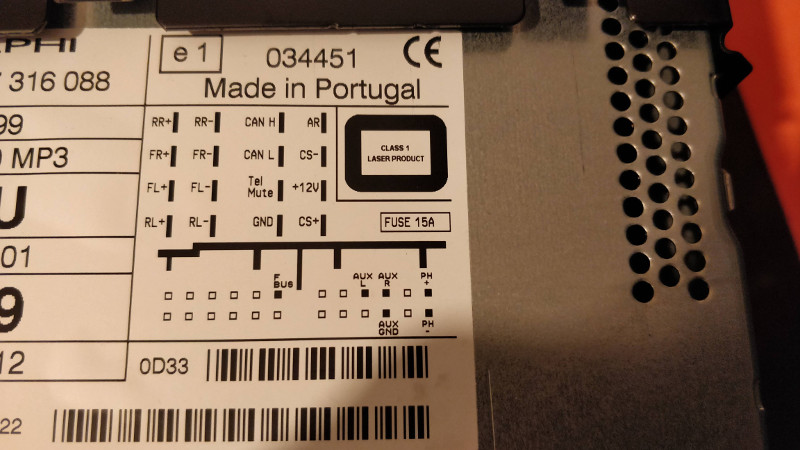 LPHI
e 1
034451
CE
7 316 088
Made in Portugal
99
RR+ RR- CAN H AR
CLASS 1
LASER PRODUCT
MP3
FR+ FR- CAN L CS-
FL+ FL- Tel
Mute +12V
U
RL+ RL- GND CS+
FUSE 15A
01
F
BUS
AUX
L
AUX
R
PH
+
9
AUX
GND
PH
-
12
0D33
22